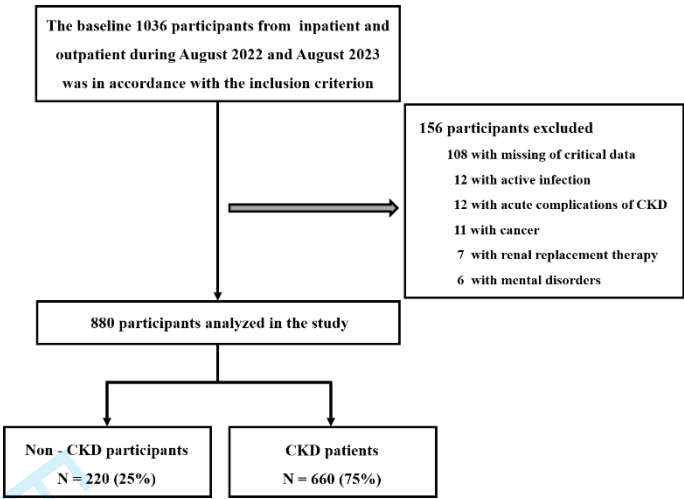 The baseline 1036 participants from inpatient and
outpatient during August 2022 and August 2023
was in accordance with the inclusion criterion
156 participants excluded
108 with missing of critical data
12 with active infection
12 with acute complications of CKD
11 with cancer
7 with renal replacement therapy
6 with mental disorders
880 participants analyzed in the study
Non - CKD participants
N = 220 (25%)
CKD patients
N = 660 (75%)